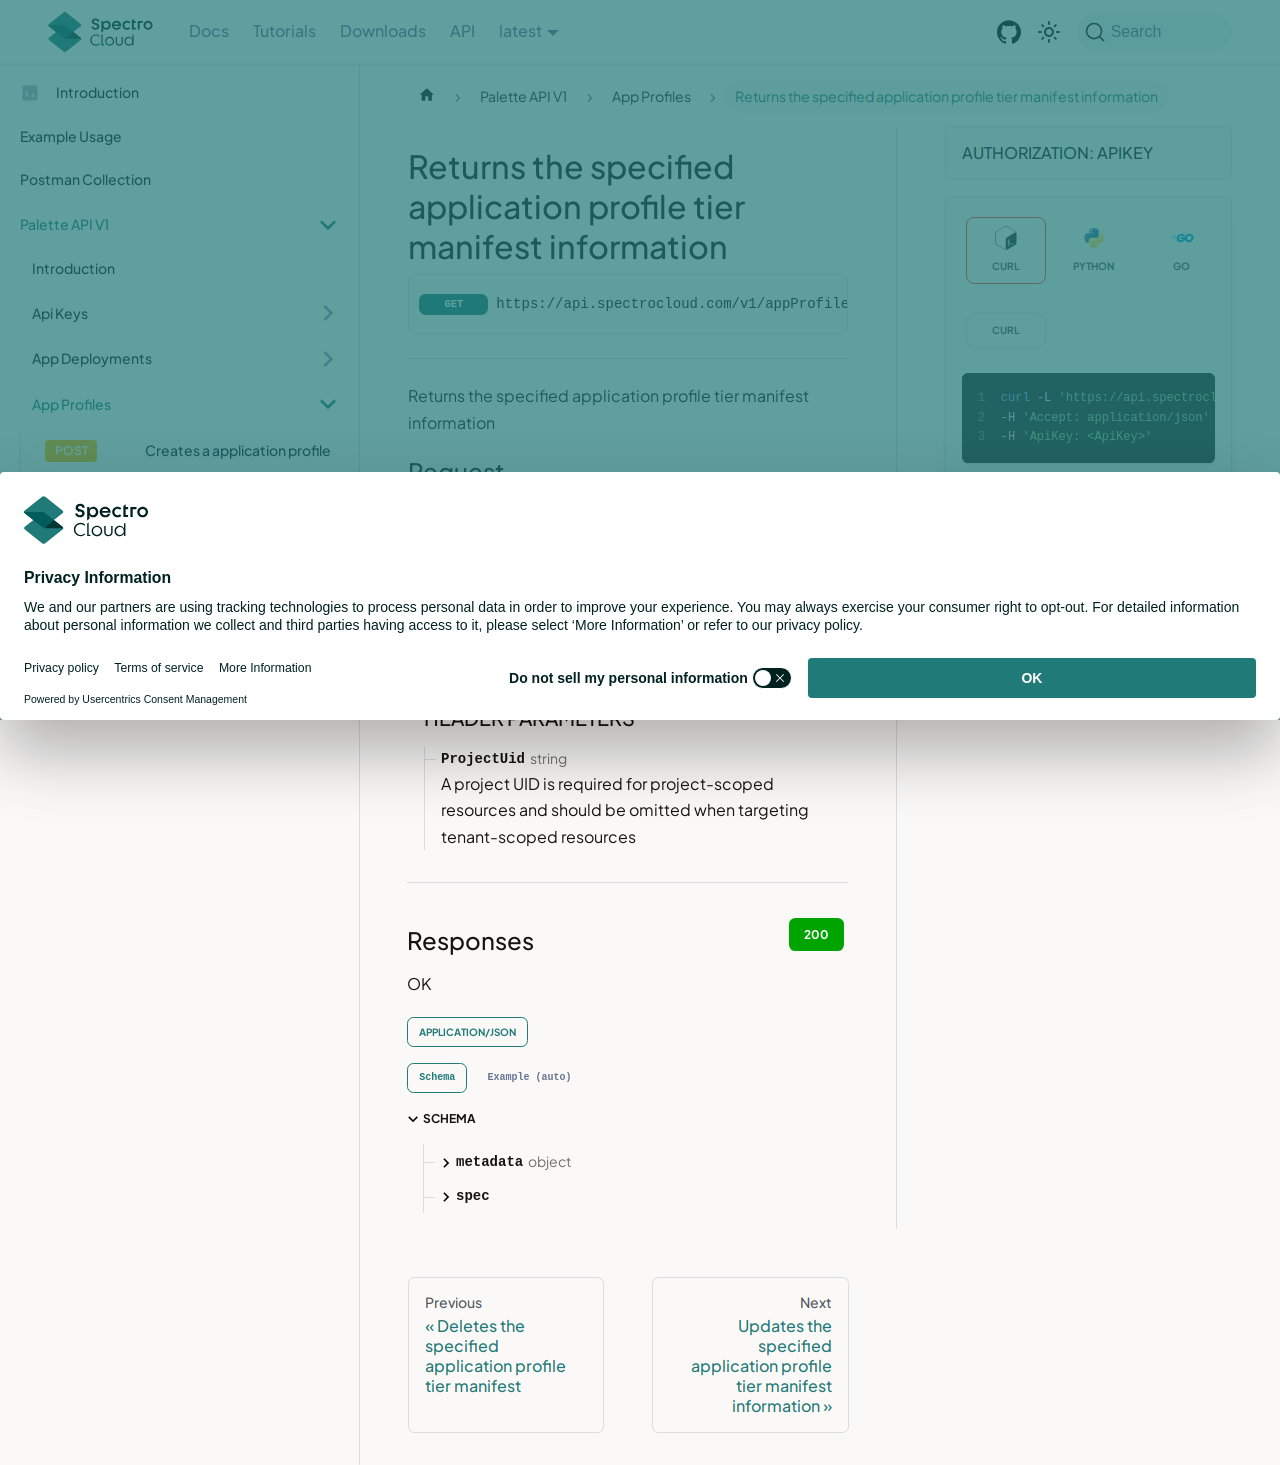 Spectro Cloud
Docs
Tutorials
Downloads
API
latest
Search
Introduction
Example Usage
Postman Collection
Palette API V1
Introduction
Api Keys
App Deployments
App Profiles
POST Creates a application profile
Palette API V1
App Profiles
Returns the specified application profile tier manifest information
Returns the specified
application profile tier
manifest information
GET https://api.spectrocloud.com/v1/appProfile
Returns the specified application profile tier manifest
information
Request
AUTHORIZATION: APIKEY
CURL
PYTHON
GO
CURL
1 curl -L 'https://api.spectrocl
2 -H 'Accept: application/json'
3 -H 'ApiKey: <ApiKey>'
Spectro
Cloud
Privacy Information
We and our partners are using tracking technologies to process personal data in order to improve your experience. You may always exercise your consumer right to opt-out. For detailed information
about personal information we collect and third parties having access to it, please select ‘More Information’ or refer to our privacy policy.
Privacy policy
Terms of service
More Information
Powered by Usercentrics Consent Management
Do not sell my personal information
OK
HEADER PARAMETERS
ProjectUid string
A project UID is required for project-scoped
resources and should be omitted when targeting
tenant-scoped resources
Responses
200
OK
APPLICATION/JSON
Schema
Example (auto)
SCHEMA
metadata object
spec
Previous
« Deletes the
specified
application profile
tier manifest
Next
Updates the
specified
application profile
tier manifest
information »